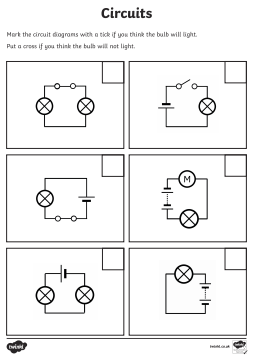 Circuits
Mark the circuit diagrams with a tick if you think the bulb will light.
Put a cross if you think the bulb will not light.
M
twinkl
twinkl.co.uk